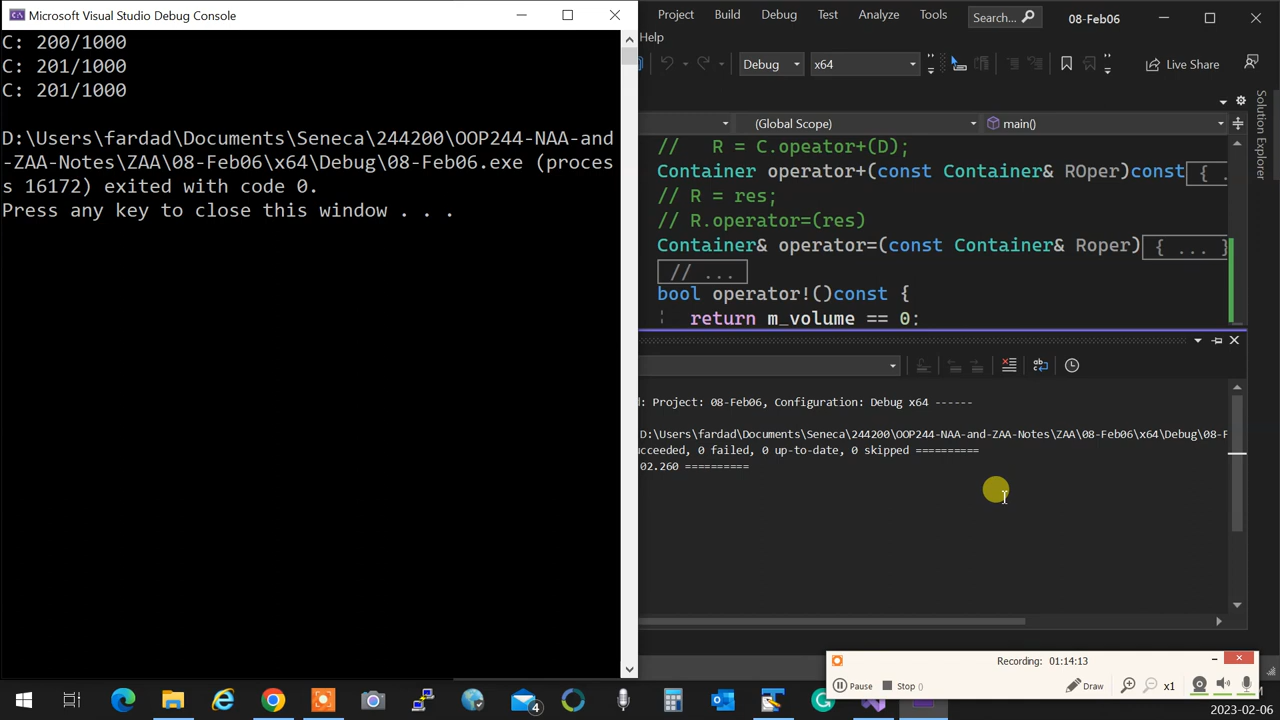 Microsoft Visual Studio Debug Console
C: 200/1000
C: 201/1000
C: 201/1000
D:\Users\fardad\Documents\Seneca\244200\OOP244-NAA-and
-ZAA-Notes\ZAA\08-Feb06\x64\Debug\08-Feb06.exe (proces
s 16172) exited with code 0.
Press any key to close this window . . .
Project Build Debug Test Analyze Tools Search... 08-Feb06
Help
Debug x64 Live Share
(Global Scope) main()
Solution Explorer
// R = C.opeator+(D);
Container operator+(const Container& ROper)const { .
// R = res;
// R.operator=(res)
Container& operator=(const Container& Roper) { ... }
// ...
bool operator!()const {
return m_volume == 0;
d: Project: 08-Feb06, Configuration: Debug x64 ------
D:\Users\fardad\Documents\Seneca\244200\OOP244-NAA-and-ZAA-Notes\ZAA\08-Feb06\x64\Debug\08-F
ucceeded, 0 failed, 0 up-to-date, 0 skipped ==========
02.260 ==========
Recording: 01:14:13
Pause Stop () Draw x1
4
2023-02-06